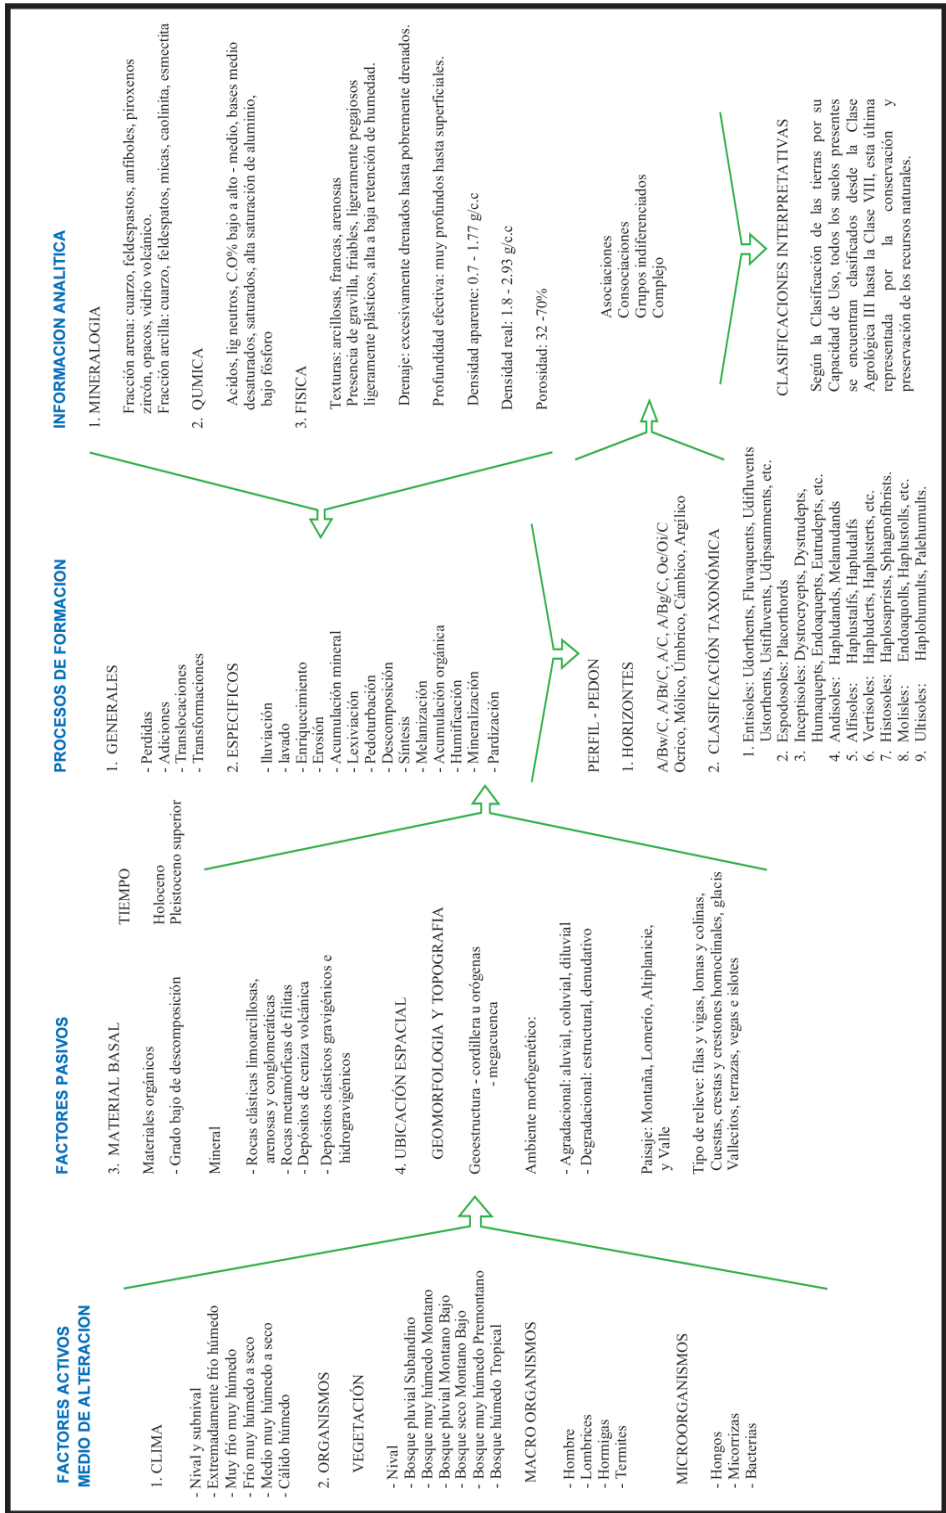 FACTORES ACTIVOS
MEDIO DE ALTERACION
1. CLIMA
- Nival y subnival
- Extremadamente frío húmedo
- Muy frío muy húmedo
- Frío muy húmedo a seco
- Medio muy húmedo a seco
- Cálido húmedo
2. ORGANISMOS
VEGETACIÓN
- Nival
- Bosque pluvial Subandino
- Bosque muy húmedo Montano
- Bosque pluvial Montano Bajo
- Bosque seco Montano Bajo
- Bosque muy húmedo Premontano
- Bosque húmedo Tropical
MACRO ORGANISMOS
- Hombre
- Lombrices
- Hormigas
- Termites
MICROORGANISMOS
- Hongos
- Micorrizas
- Bacterias
FACTORES PASIVOS
3. MATERIAL BASAL
Materiales orgánicos
- Grado bajo de descomposición
Mineral
- Rocas clásticas limoarcillosas,
arenosas y conglomeráticas
- Rocas metamórficas de filitas
- Depósitos de ceniza volcánica
- Depósitos clásticos gravigénicos e
hidrogravigénicos
TIEMPO
Holoceno
Pleistoceno superior
4. UBICACIÓN ESPACIAL
GEOMORFOLOGIA Y TOPOGRAFIA
Geoestructura - cordillera u orógenas
- megacuenca
Ambiente morfogenético:
- Agradacional: aluvial, coluvial, diluvial
- Degradacional: estructural, denudativo
Paisaje: Montaña, Lomerío, Altiplanicie,
y Valle
Tipo de relieve: filas y vigas, lomas y colinas,
Cuestas, crestas y crestones homoclinales, glacis
Vallecitos, terrazas, vegas e islotes
PROCESOS DE FORMACION
1. GENERALES
- Perdidas
- Adiciones
- Translocaciones
- Transformaciones
2. ESPECIFICOS
- Iluviación
- lavado
- Enriquecimiento
- Erosión
- Acumulación mineral
- Lexiviación
- Pedoturbación
- Descomposición
- Síntesis
- Melanización
- Acumulación orgánica
- Humificación
- Mineralización
- Pardización
PERFIL - PEDON
1. HORIZONTES
A/Bw/C, A/Bt/C, A/C, A/Bg/C, Oe/Oi/C
Ocrico, Mólico, Úmbrico, Cámbico, Argílico
2. CLASIFICACIÓN TAXONÓMICA
1. Entisoles: Udorthents, Fluvaquents, Udifluvents
Ustorthents, Ustifluvents, Udipsamments, etc.
2. Espodosoles: Placorthords
3. Inceptisoles: Dystrocryepts, Dystrudepts,
Humaquepts, Endoaquepts, Eutrudepts, etc.
4. Andisoles: Hapludands, Melanudands
5. Alfisoles: Haplustalfs, Hapludalfs
6. Vertisoles: Hapluderts, Haplusterts, etc.
7. Histosoles: Haplosaprists, Sphagnofibrists.
8. Molisles: Endoaquolls, Haplustolls, etc.
9. Ultisoles: Haplohumults, Palehumults.
INFORMACION ANALITICA
1. MINERALOGIA
Fracción arena: cuarzo, feldespastos, anfíboles, piroxenos
zircón, opacos, vidrio volcánico.
Fracción arcilla: cuarzo, feldespatos, micas, caolinita, esmectita
2. QUMICA
Acidos, lig neutros, C.O% bajo a alto - medio, bases medio
desaturados, saturados, alta saturación de aluminio,
bajo fósforo
3. FISICA
Texturas: arcillosas, francas, arenosas
Presencia de gravilla, friables, ligeramente pegajosos
ligeramente plásticos, alta a baja retención de humedad.
Drenaje: excesivamente drenados hasta pobremente drenados.
Profundidad efectiva: muy profundos hasta superficiales.
Densidad aparente: 0.7 - 1.77 g/c.c
Densidad real: 1.8 - 2.93 g/c.c
Porosidad: 32 -70%
Asociaciones
Consociaciones
Grupos indiferenciados
Complejo
CLASIFICACIONES INTERPRETATIVAS
Según la Clasificación de las tierras por su
Capacidad de Uso, todos los suelos presentes
se encuentran clasificados desde la Clase
Agrológica III hasta la Clase VIII, esta última
representada por la conservación y
preservación de los recursos naturales.